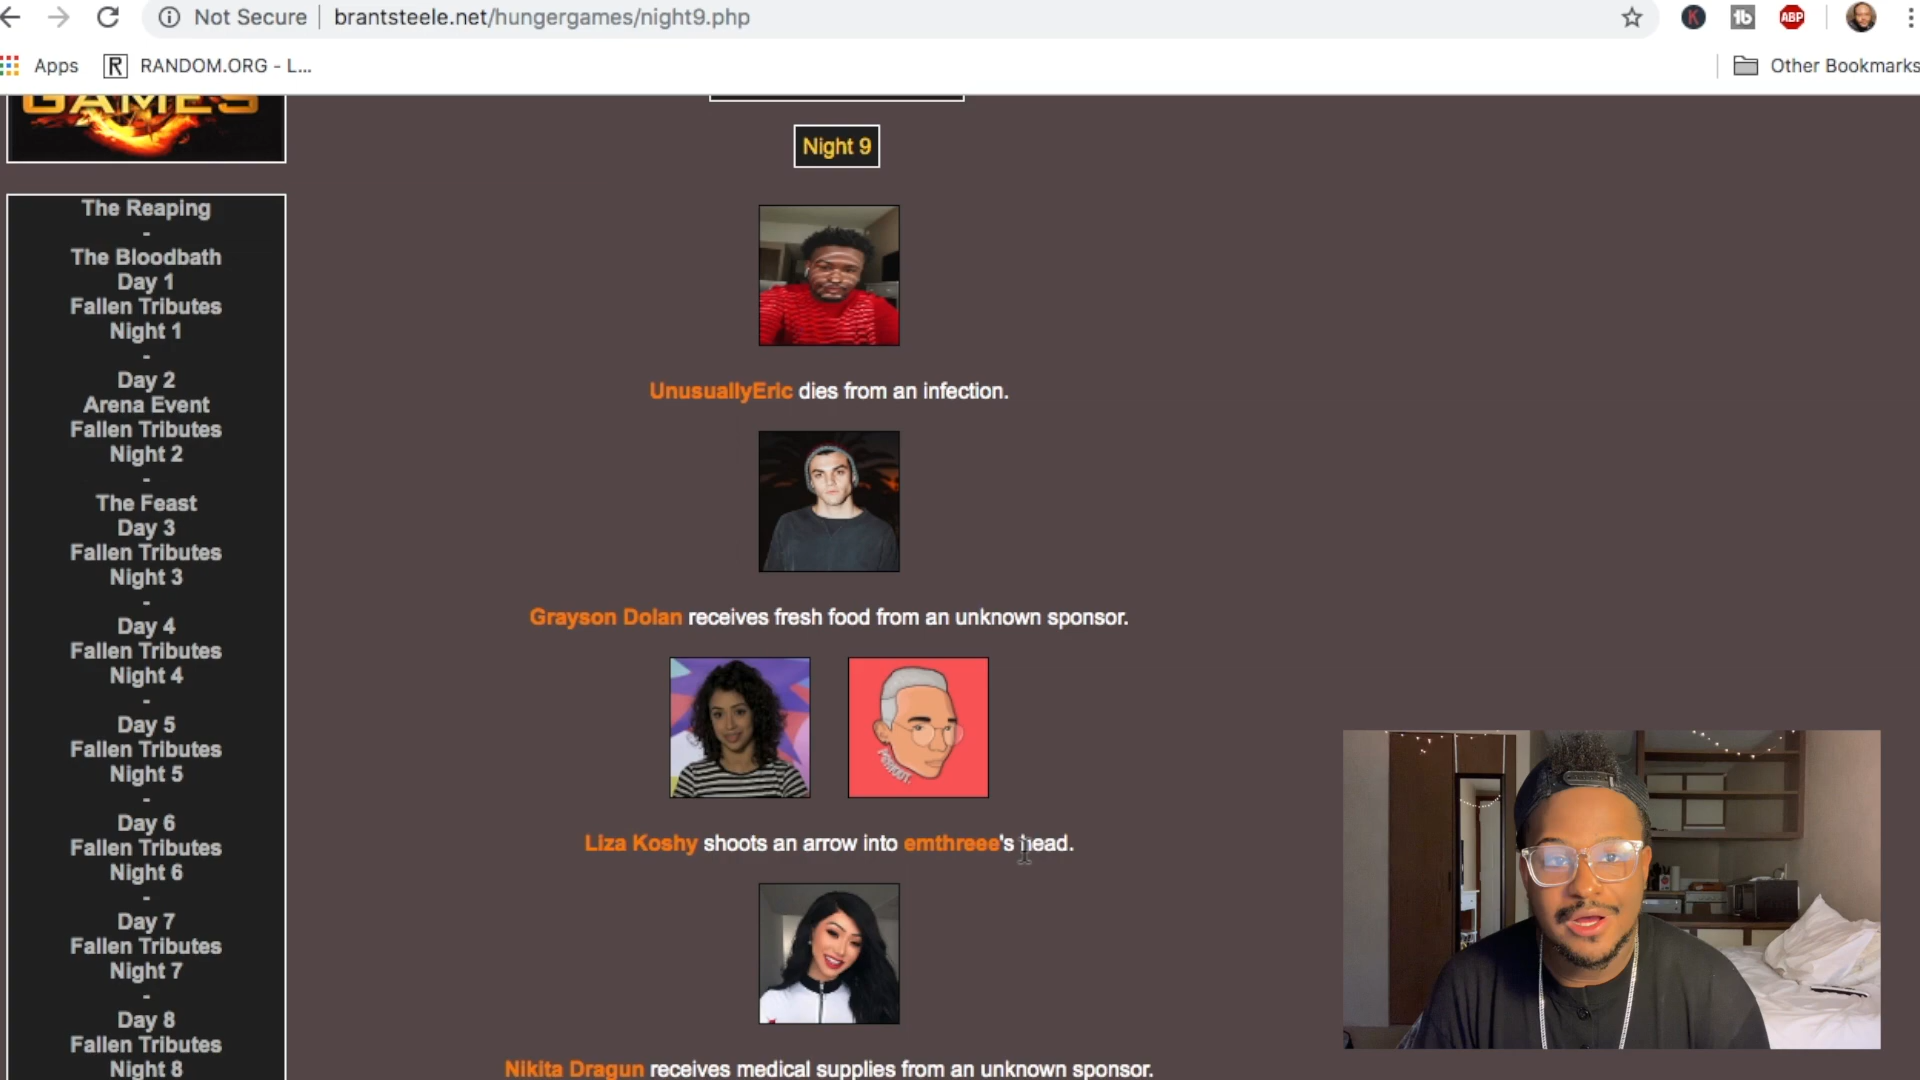 Not Secure | brantsteele.net/hungergames/night9.php
Apps R RANDOM.ORG - L... Other Bookmarks
K tb ABP
GAMES
The Reaping
-
The Bloodbath
Day 1
Fallen Tributes
Night 1
-
Day 2
Arena Event
Fallen Tributes
Night 2
-
The Feast
Day 3
Fallen Tributes
Night 3
-
Day 4
Fallen Tributes
Night 4
-
Day 5
Fallen Tributes
Night 5
-
Day 6
Fallen Tributes
Night 6
-
Day 7
Fallen Tributes
Night 7
-
Day 8
Fallen Tributes
Night 8
Night 9
UnusuallyEric dies from an infection.
Grayson Dolan receives fresh food from an unknown sponsor.
Liza Koshy shoots an arrow into emthreee's head.
Nikita Dragun receives medical supplies from an unknown sponsor.